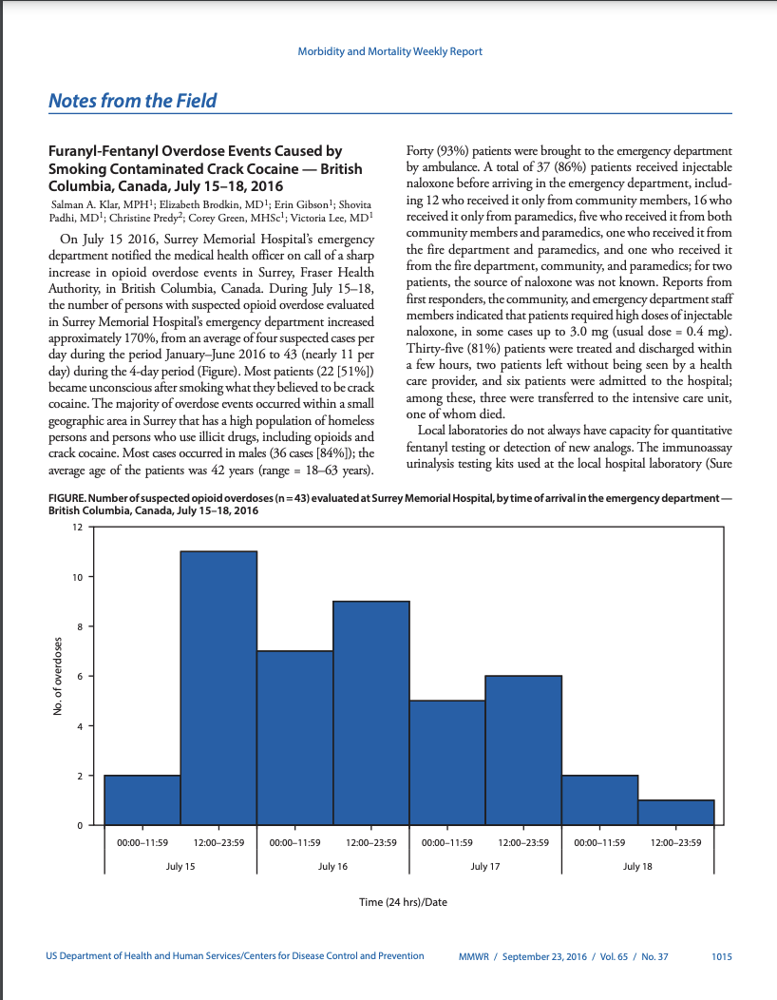 Morbidity and Mortality Weekly Report
Notes from the Field
Furanyl-Fentanyl Overdose Events Caused by
Smoking Contaminated Crack Cocaine — British
Columbia, Canada, July 15–18, 2016
Salman A. Klar, MPH1; Elizabeth Brodkin, MD1; Erin Gibson1; Shovita
Padhi, MD1; Christine Predy2; Corey Green, MHSc1; Victoria Lee, MD1
On July 15 2016, Surrey Memorial Hospital's emergency
department notified the medical health officer on call of a sharp
increase in opioid overdose events in Surrey, Fraser Health
Authority, in British Columbia, Canada. During July 15–18,
the number of persons with suspected opioid overdose evaluated
in Surrey Memorial Hospital's emergency department increased
approximately 170%, from an average of four suspected cases per
day during the period January–June 2016 to 43 (nearly 11 per
day) during the 4-day period (Figure). Most patients (22 [51%])
became unconscious after smoking what they believed to be crack
cocaine. The majority of overdose events occurred within a small
geographic area in Surrey that has a high population of homeless
persons and persons who use illicit drugs, including opioids and
crack cocaine. Most cases occurred in males (36 cases [84%]); the
average age of the patients was 42 years (range = 18–63 years).
Forty (93%) patients were brought to the emergency department
by ambulance. A total of 37 (86%) patients received injectable
naloxone before arriving in the emergency department, includ-
ing 12 who received it only from community members, 16 who
received it only from paramedics, five who received it from both
community members and paramedics, one who received it from
the fire department and paramedics, and one who received it
from the fire department, community, and paramedics; for two
patients, the source of naloxone was not known. Reports from
first responders, the community, and emergency department staff
members indicated that patients required high doses of injectable
naloxone, in some cases up to 3.0 mg (usual dose = 0.4 mg).
Thirty-five (81%) patients were treated and discharged within
a few hours, two patients left without being seen by a health
care provider, and six patients were admitted to the hospital;
among these, three were transferred to the intensive care unit,
one of whom died.
Local laboratories do not always have capacity for quantitative
fentanyl testing or detection of new analogs. The immunoassay
urinalysis testing kits used at the local hospital laboratory (Sure
FIGURE. Number of suspected opioid overdoses (n = 43) evaluated at Surrey Memorial Hospital, by time of arrival in the emergency department —
British Columbia, Canada, July 15–18, 2016
12
10
8
6
4
2
0
No. of overdoses
00:00–11:59 12:00–23:59 00:00–11:59 12:00–23:59 00:00–11:59 12:00–23:59 00:00–11:59 12:00–23:59
July 15 July 16 July 17 July 18
Time (24 hrs)/Date
US Department of Health and Human Services/Centers for Disease Control and Prevention MMWR / September 23, 2016 / Vol. 65 / No. 37 1015